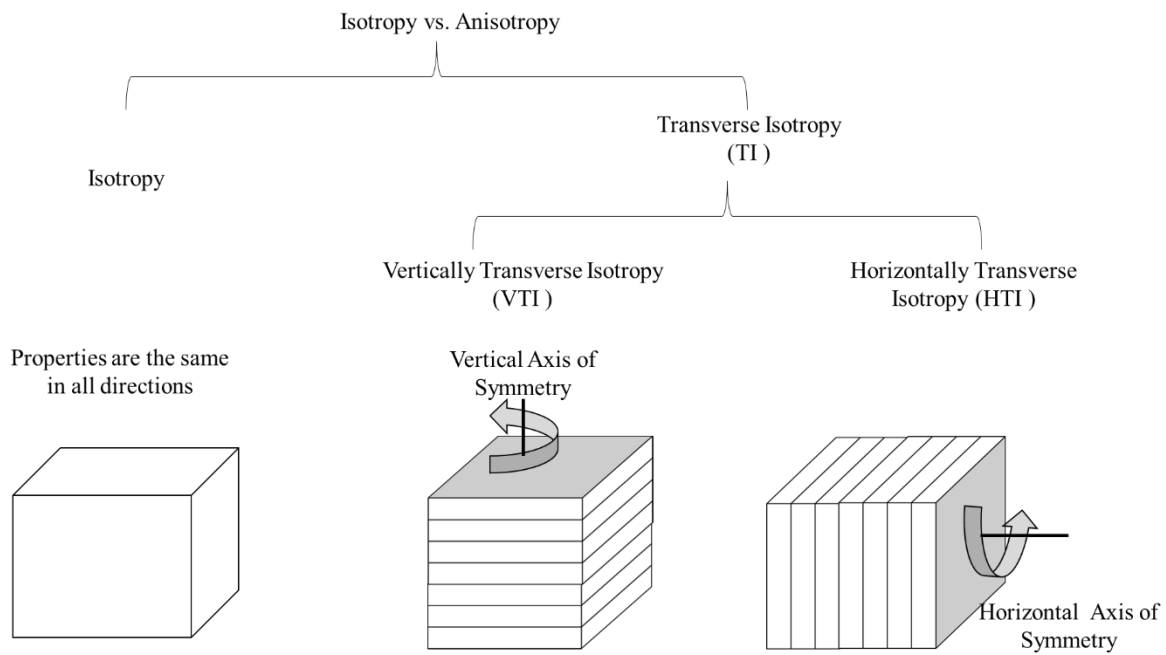 Isotropy vs. Anisotropy
Transverse Isotropy
(TI )
Isotropy
Vertically Transverse Isotropy
(VTI )
Horizontally Transverse
Isotropy (HTI )
Properties are the same
in all directions
Vertical Axis of
Symmetry
Horizontal Axis of
Symmetry